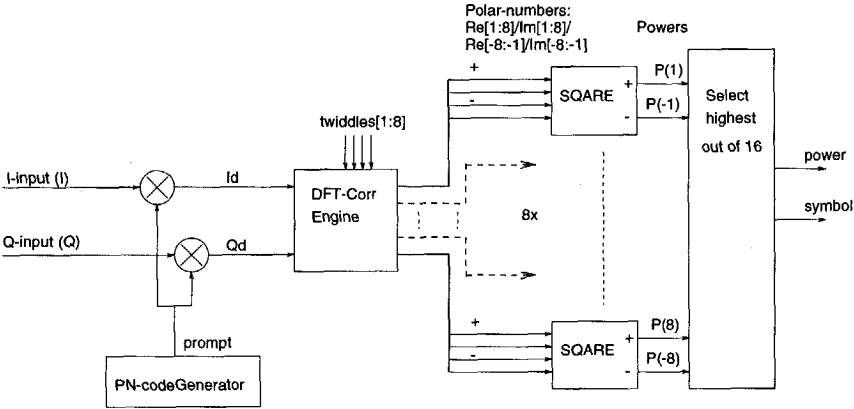 Polar-numbers:
Re[1:8]/Im[1:8]/
Re[-8:-1]/Im[-8:-1]
Powers
+
-
SQARE
+
-
P(1)
P(-1)
Select
highest
out of 16
power
symbol
twiddles[1:8]
I-input (I)
Id
DFT-Corr
Engine
8x
Q-input (Q)
Qd
prompt
PN-codeGenerator
+
-
SQARE
+
-
P(8)
P(-8)